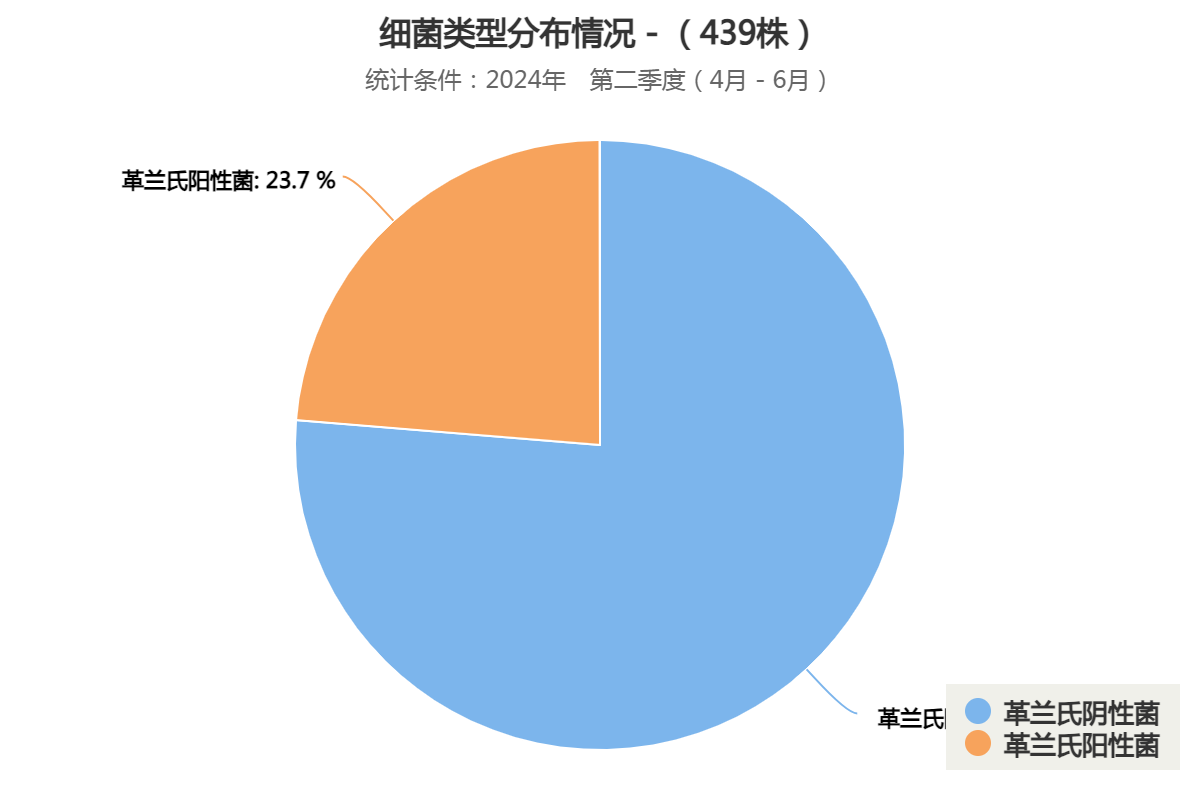 细菌类型分布情况 -（439株）
统计条件：2024年　第二季度（4月 - 6月）
革兰氏阳性菌: 23.7 %
革兰氏
革兰氏阴性菌
革兰氏阳性菌